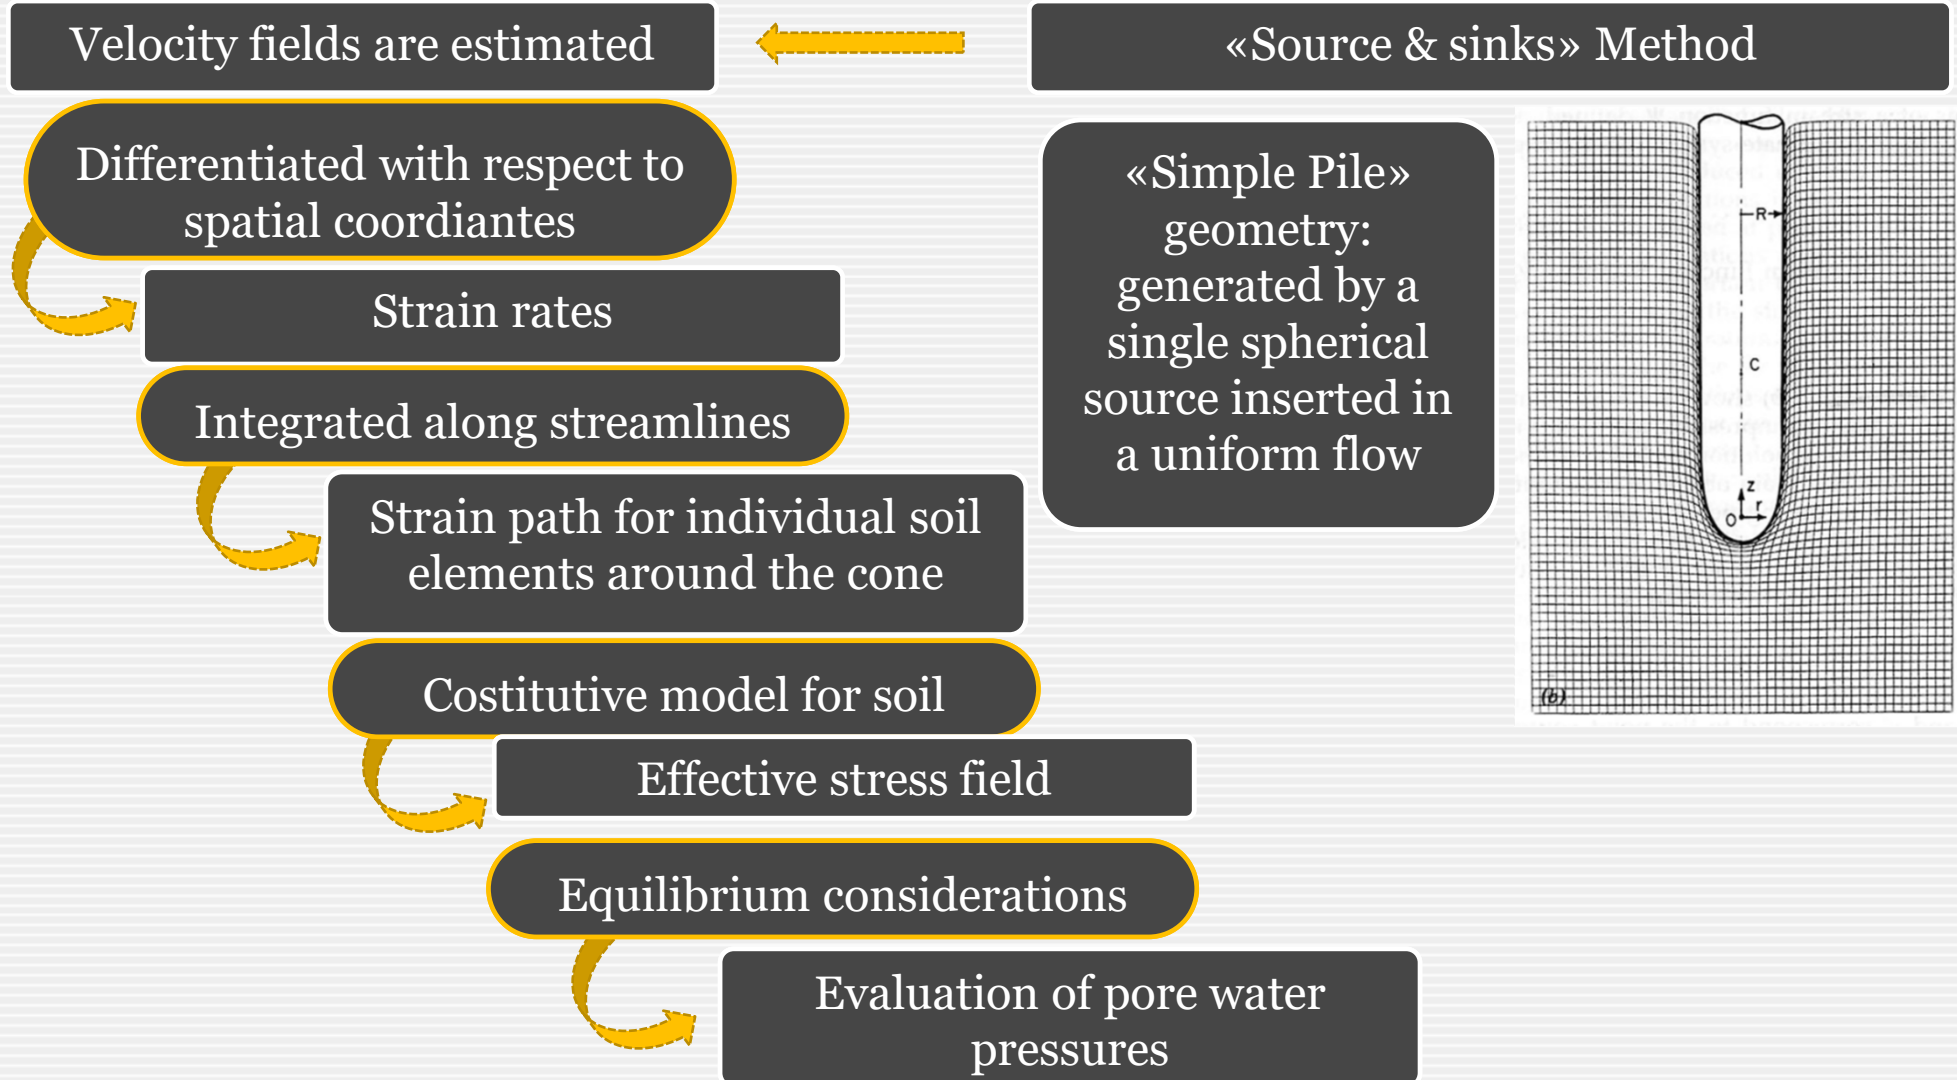 Velocity fields are estimated
«Source & sinks» Method
Differentiated with respect to
spatial coordiantes
Strain rates
Integrated along streamlines
Strain path for individual soil
elements around the cone
Costitutive model for soil
Effective stress field
Equilibrium considerations
Evaluation of pore water
pressures
«Simple Pile»
geometry:
generated by a
single spherical
source inserted in
a uniform flow
R
C
z
r
O
(b)